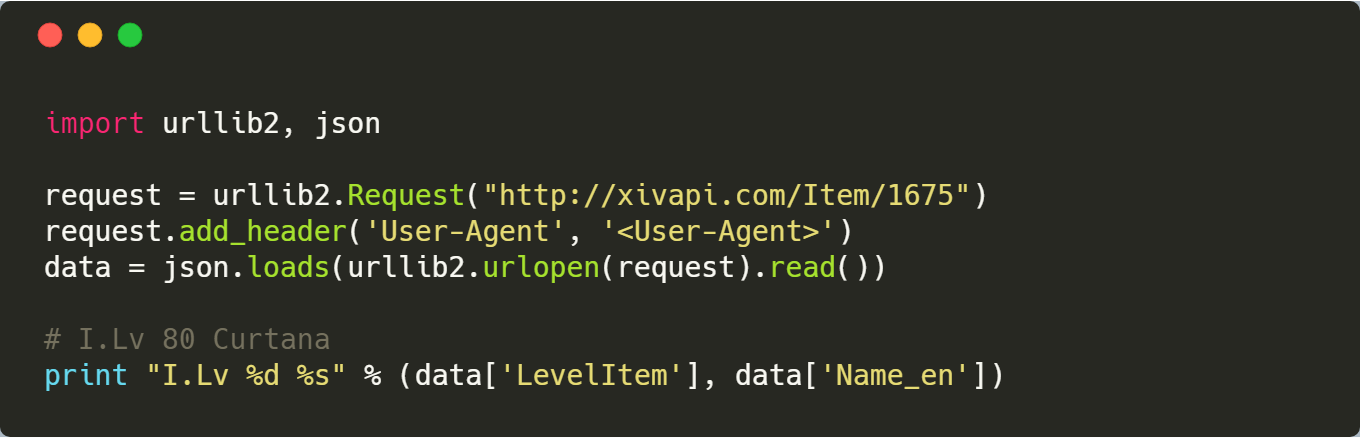 import urllib2, json
request = urllib2.Request("http://xivapi.com/Item/1675")
request.add_header('User-Agent', '<User-Agent>')
data = json.loads(urllib2.urlopen(request).read())
# I.Lv 80 Curtana
print "I.Lv %d %s" % (data['LevelItem'], data['Name_en'])